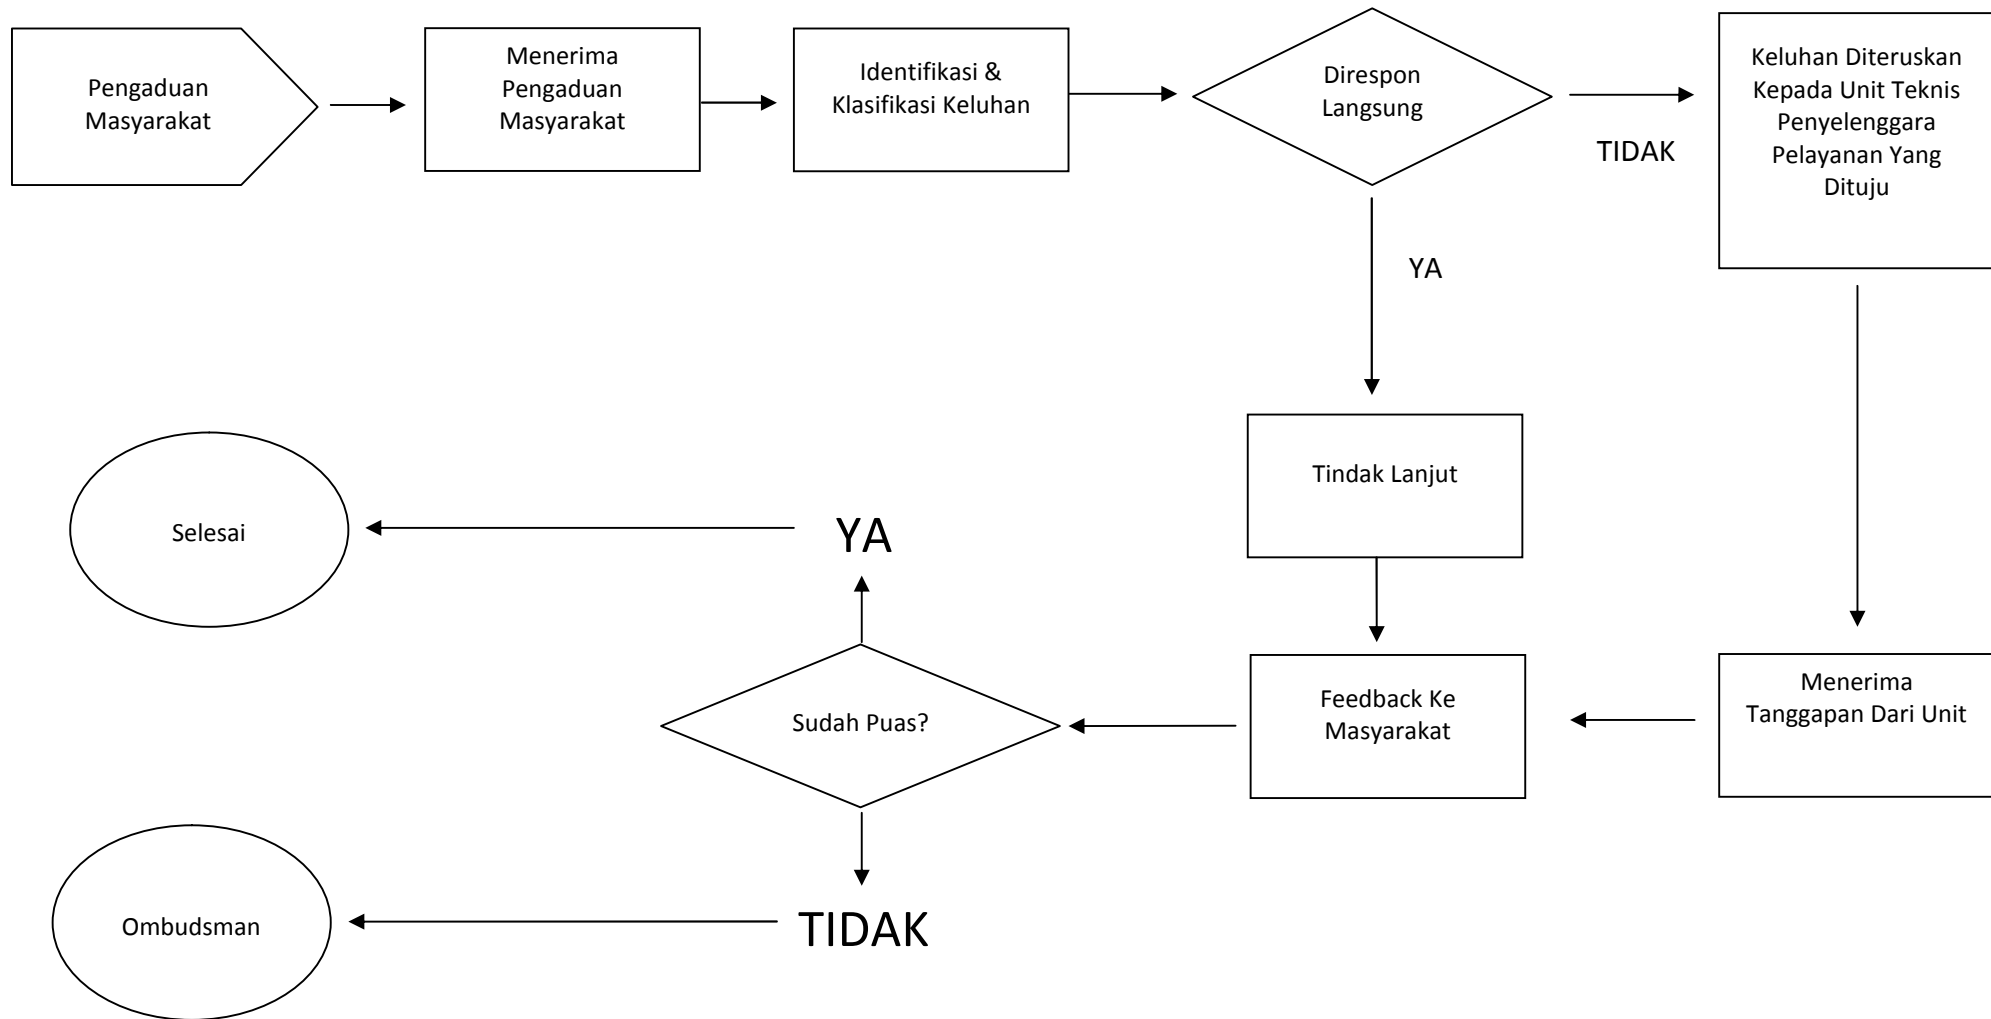 Pengaduan
Masyarakat
Menerima
Pengaduan
Masyarakat
Identifikasi &
Klasifikasi Keluhan
Direspon
Langsung
TIDAK
Keluhan Diteruskan
Kepada Unit Teknis
Penyelenggara
Pelayanan Yang
Dituju
YA
Tindak Lanjut
Menerima
Tanggapan Dari Unit
Feedback Ke
Masyarakat
Sudah Puas?
YA
Selesai
TIDAK
Ombudsman